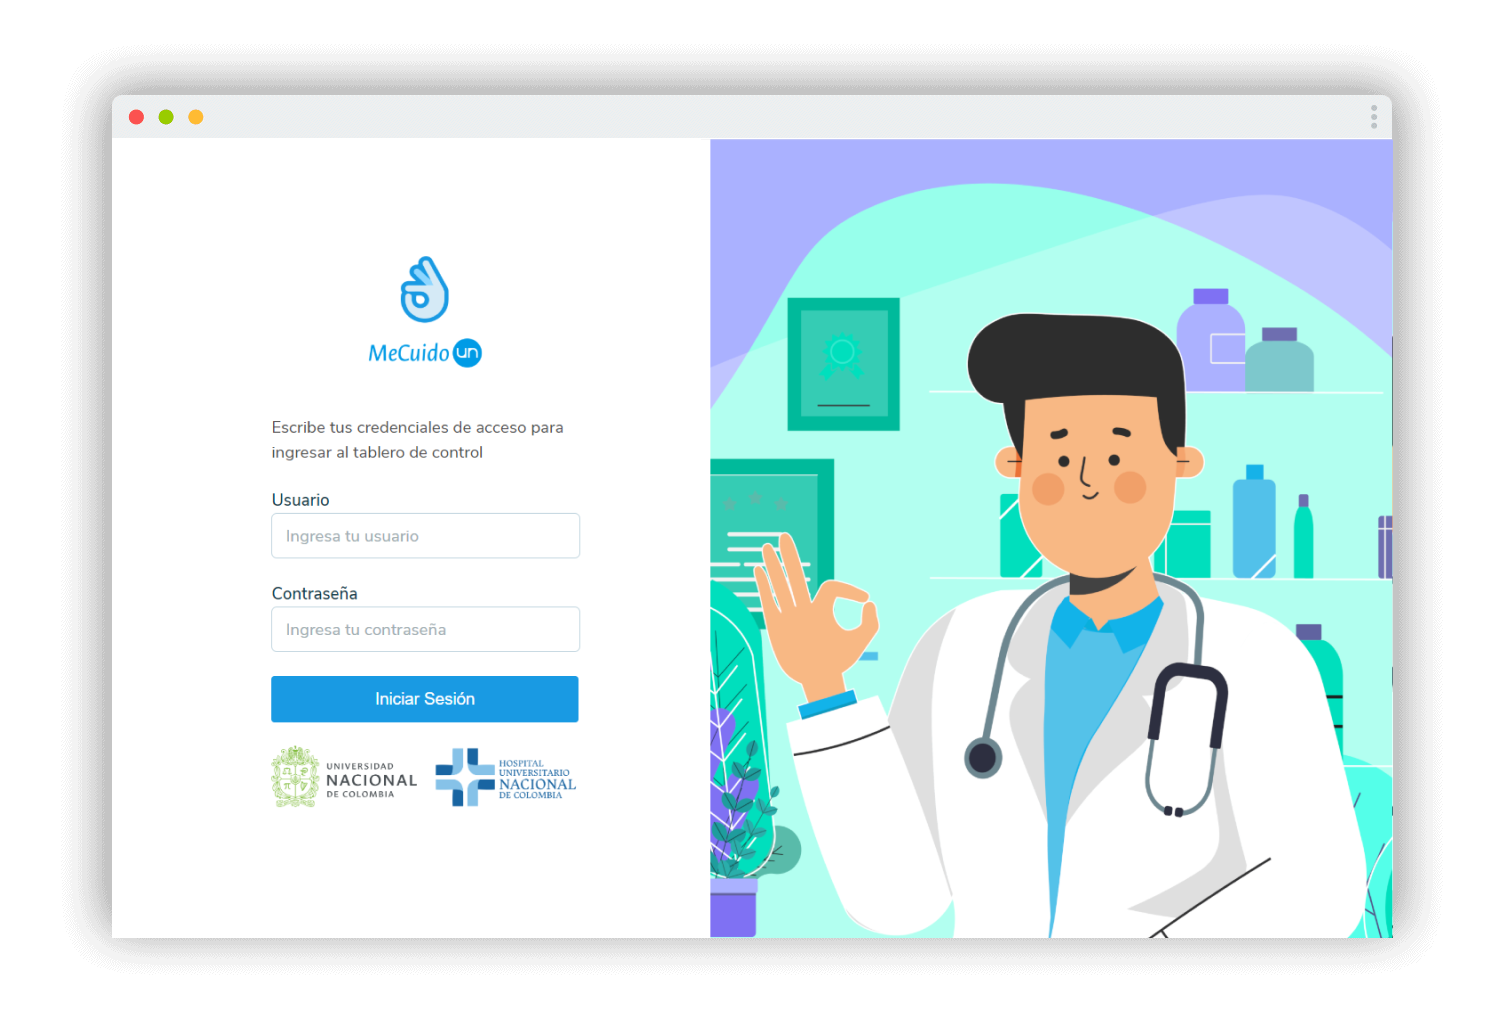 MeCuido un
Escribe tus credenciales de acceso para
ingresar al tablero de control
Usuario
Ingresa tu usuario
Contraseña
Ingresa tu contraseña
Iniciar Sesión
UNIVERSIDAD
NACIONAL
DE COLOMBIA
HOSPITAL
UNIVERSITARIO
NACIONAL
DE COLOMBIA